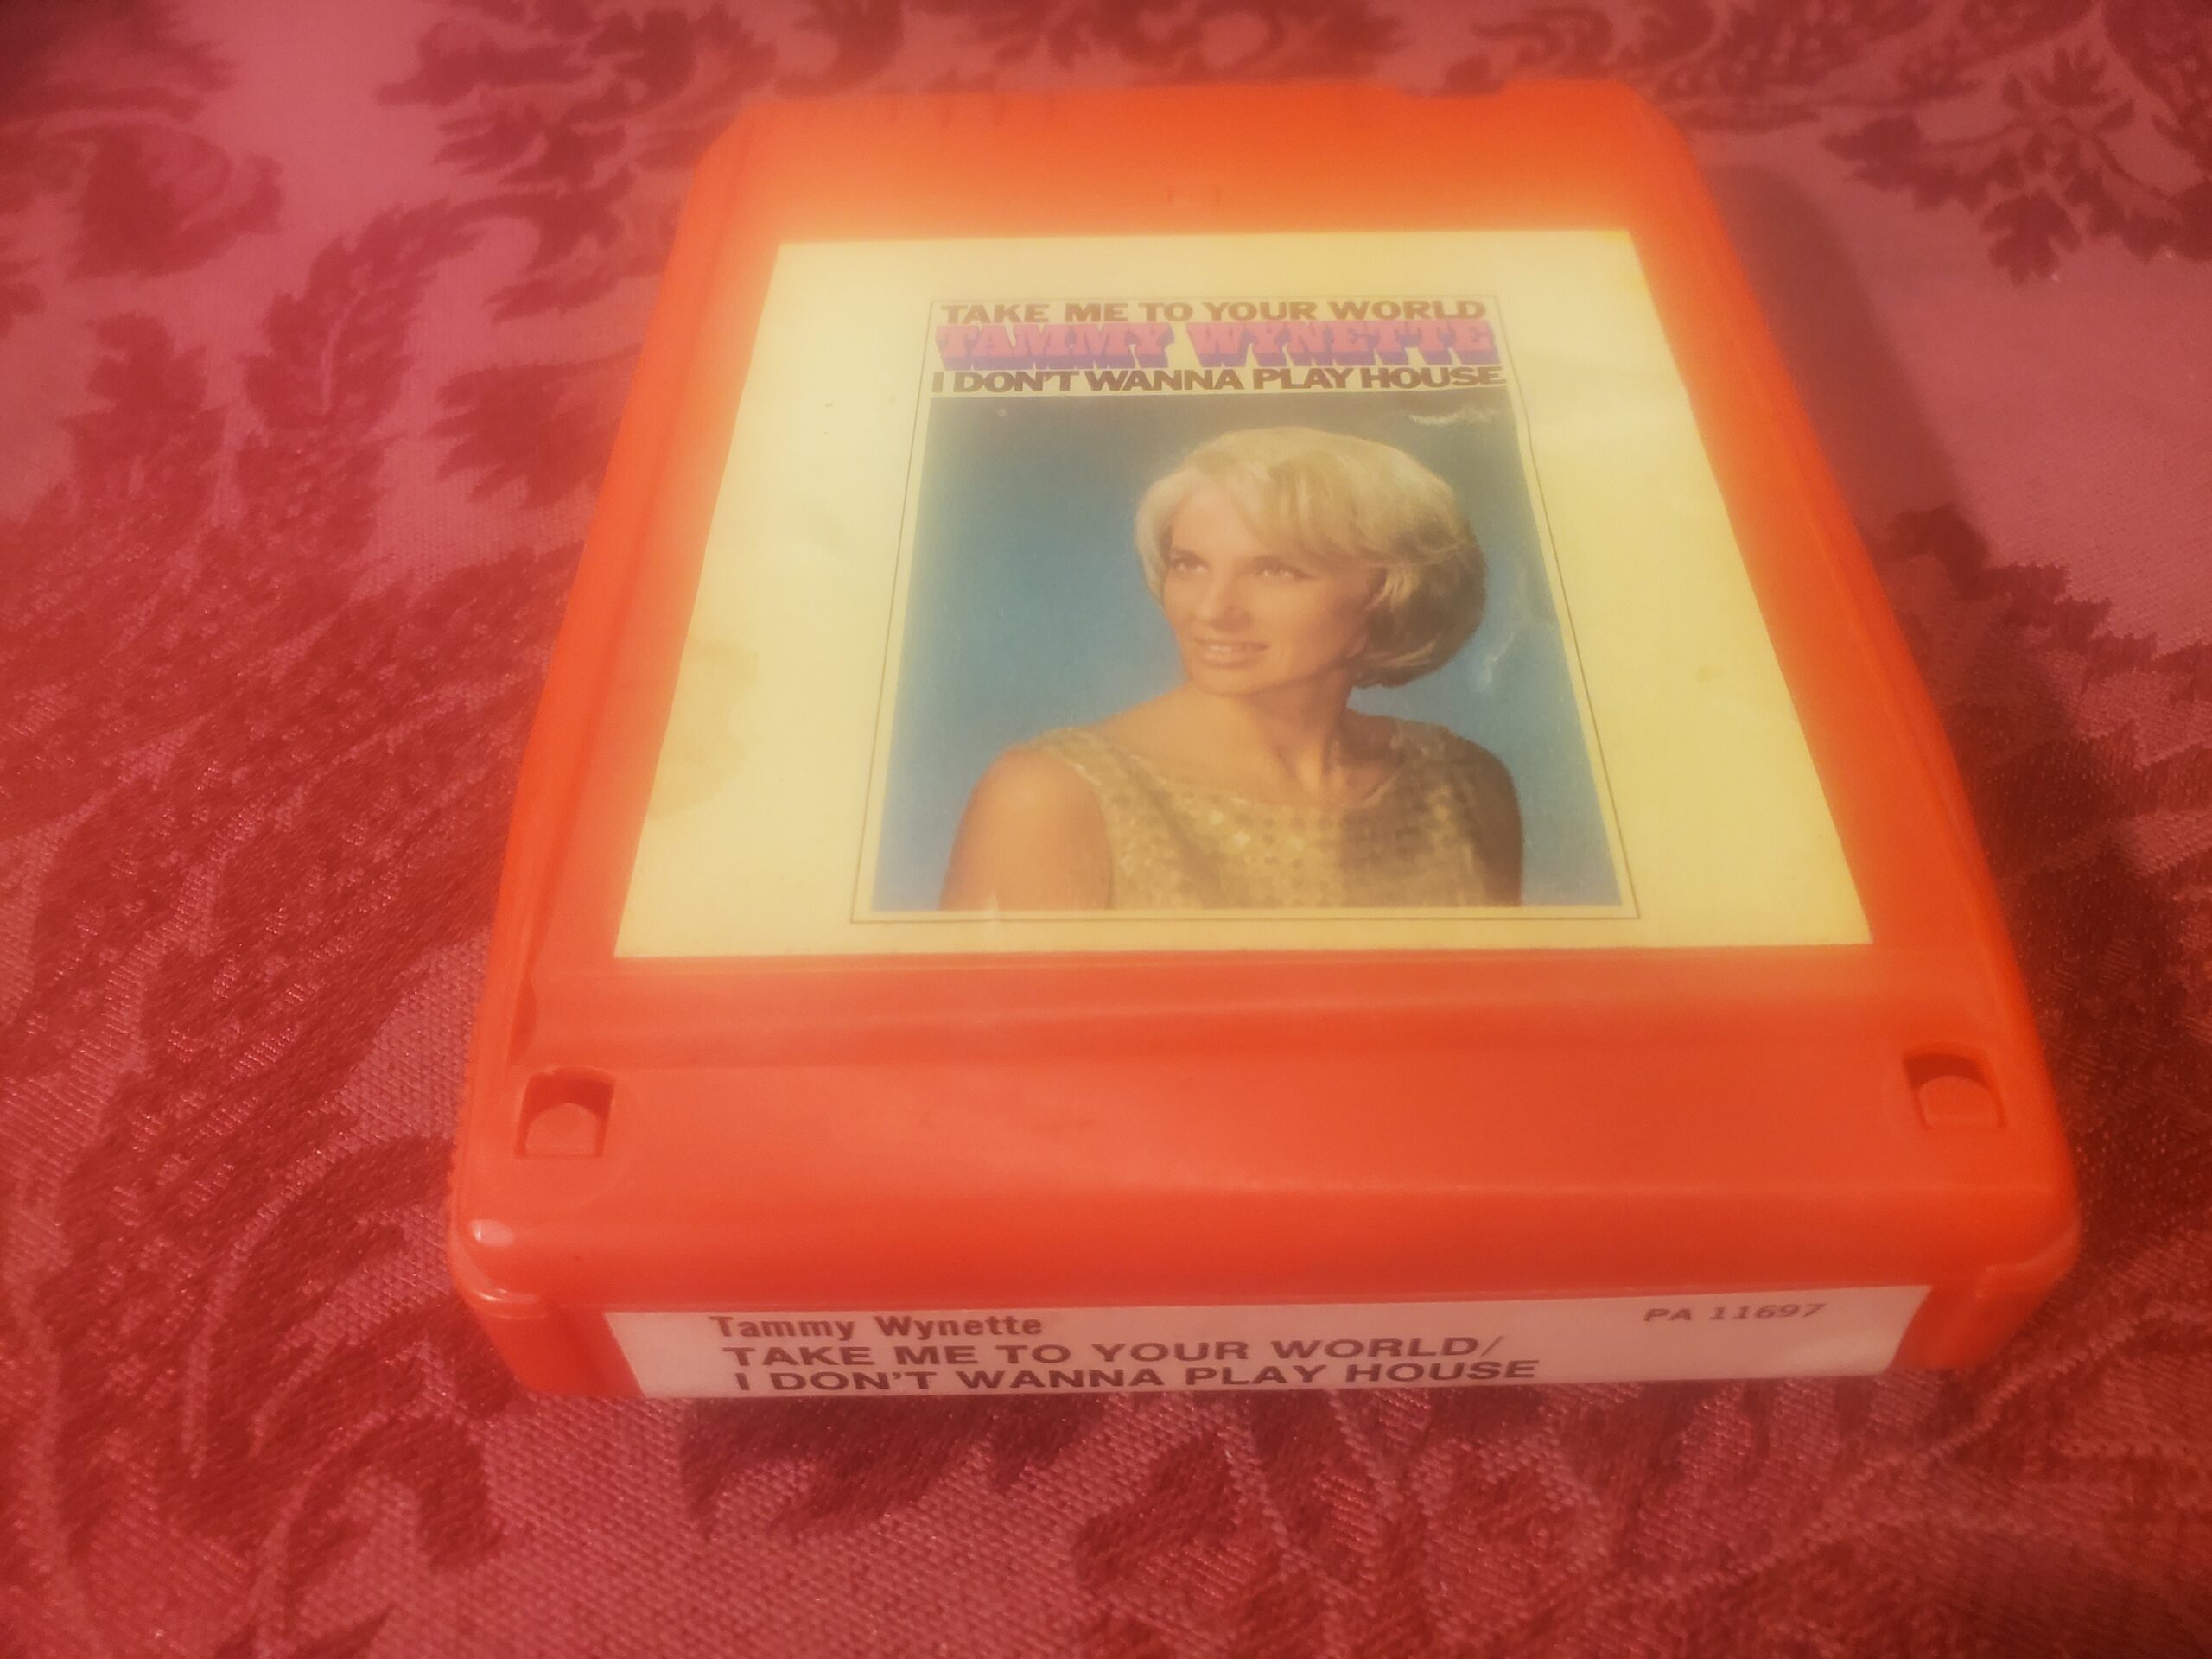 TAKE ME TO YOUR WORLD
TAMMY WYNETTE
I DON'T WANNA PLAY HOUSE
Tammy Wynette
PA 11697
TAKE ME TO YOUR WORLD/
I DON'T WANNA PLAY HOUSE